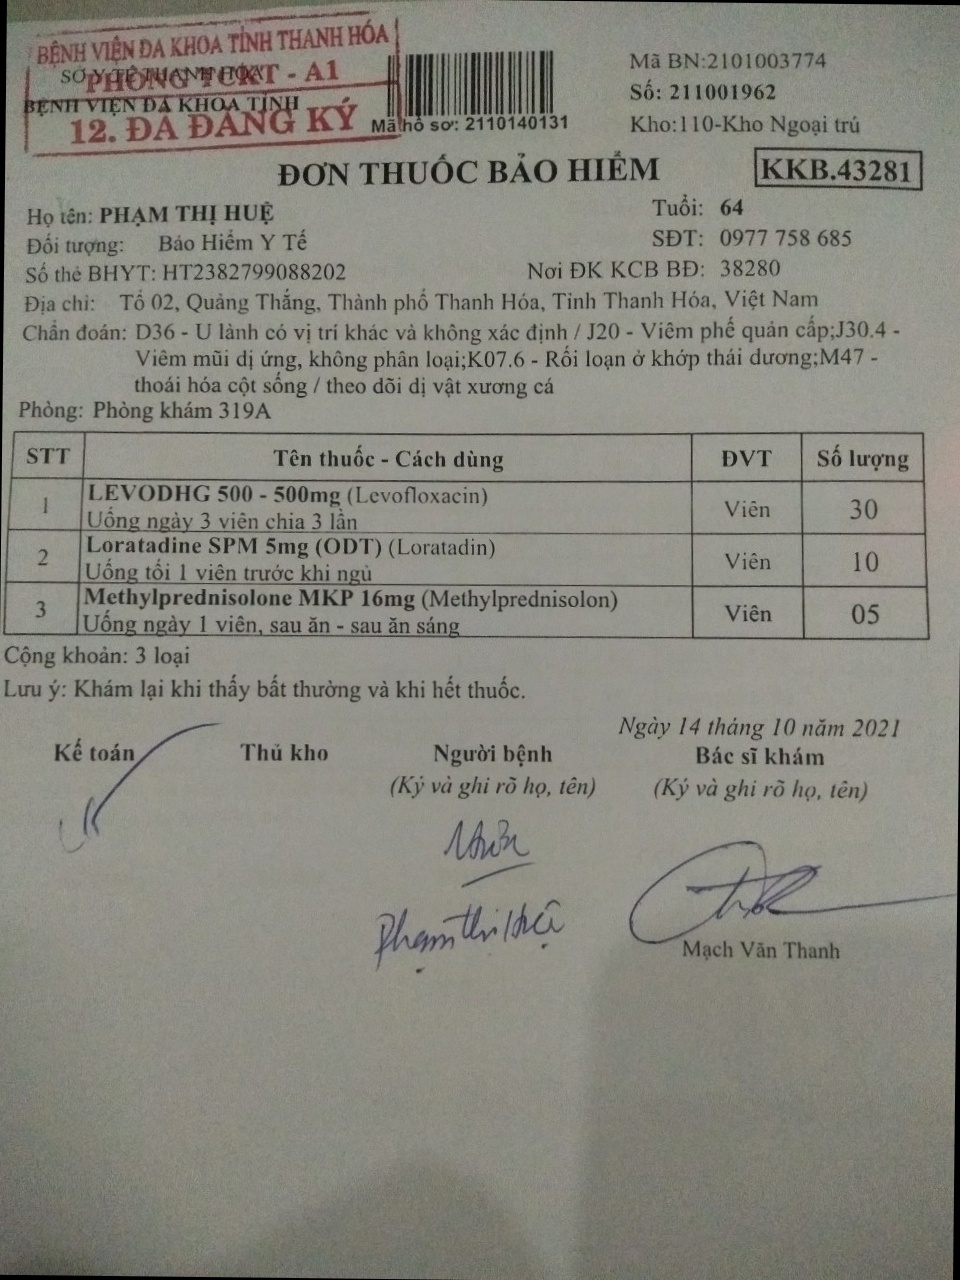 BỆNH VIỆN ĐA KHOA TỈNH THANH HÓA
SỞ Y TẾ THANH HÓA
PHÒNG TCKT - A1
BỆNH VIỆN ĐA KHOA TỈNH
12. ĐÃ ĐĂNG KÝ
Mã hồ sơ: 2110140131
Mã BN:2101003774
Số: 211001962
Kho:110-Kho Ngoại trú
ĐƠN THUỐC BẢO HIỂM
KKB.43281
Họ tên: PHẠM THỊ HUỆ
Tuổi: 64
Đối tượng: Bảo Hiểm Y Tế
SĐT: 0977 758 685
Số thẻ BHYT: HT2382799088202
Nơi ĐK KCB BĐ: 38280
Địa chỉ: Tổ 02, Quảng Thắng, Thành phố Thanh Hóa, Tỉnh Thanh Hóa, Việt Nam
Chẩn đoán: D36 - U lành có vị trí khác và không xác định / J20 - Viêm phế quản cấp;J30.4 -
Viêm mũi dị ứng, không phân loại;K07.6 - Rối loạn ở khớp thái dương;M47 -
thoái hóa cột sống / theo dõi dị vật xương cá
Phòng: Phòng khám 319A
STT Tên thuốc - Cách dùng ĐVT Số lượng
1 LEVODHG 500 - 500mg (Levofloxacin) Viên 30
Uống ngày 3 viên chia 3 lần
2 Loratadine SPM 5mg (ODT) (Loratadin) Viên 10
Uống tối 1 viên trước khi ngủ
3 Methylprednisolone MKP 16mg (Methylprednisolon) Viên 05
Uống ngày 1 viên, sau ăn - sau ăn sáng
Cộng khoản: 3 loại
Lưu ý: Khám lại khi thấy bất thường và khi hết thuốc.
Ngày 14 tháng 10 năm 2021
Kế toán Thủ kho Người bệnh Bác sĩ khám
(Ký và ghi rõ họ, tên) (Ký và ghi rõ họ, tên)
Phạm Thị Huệ
Mạch Văn Thanh